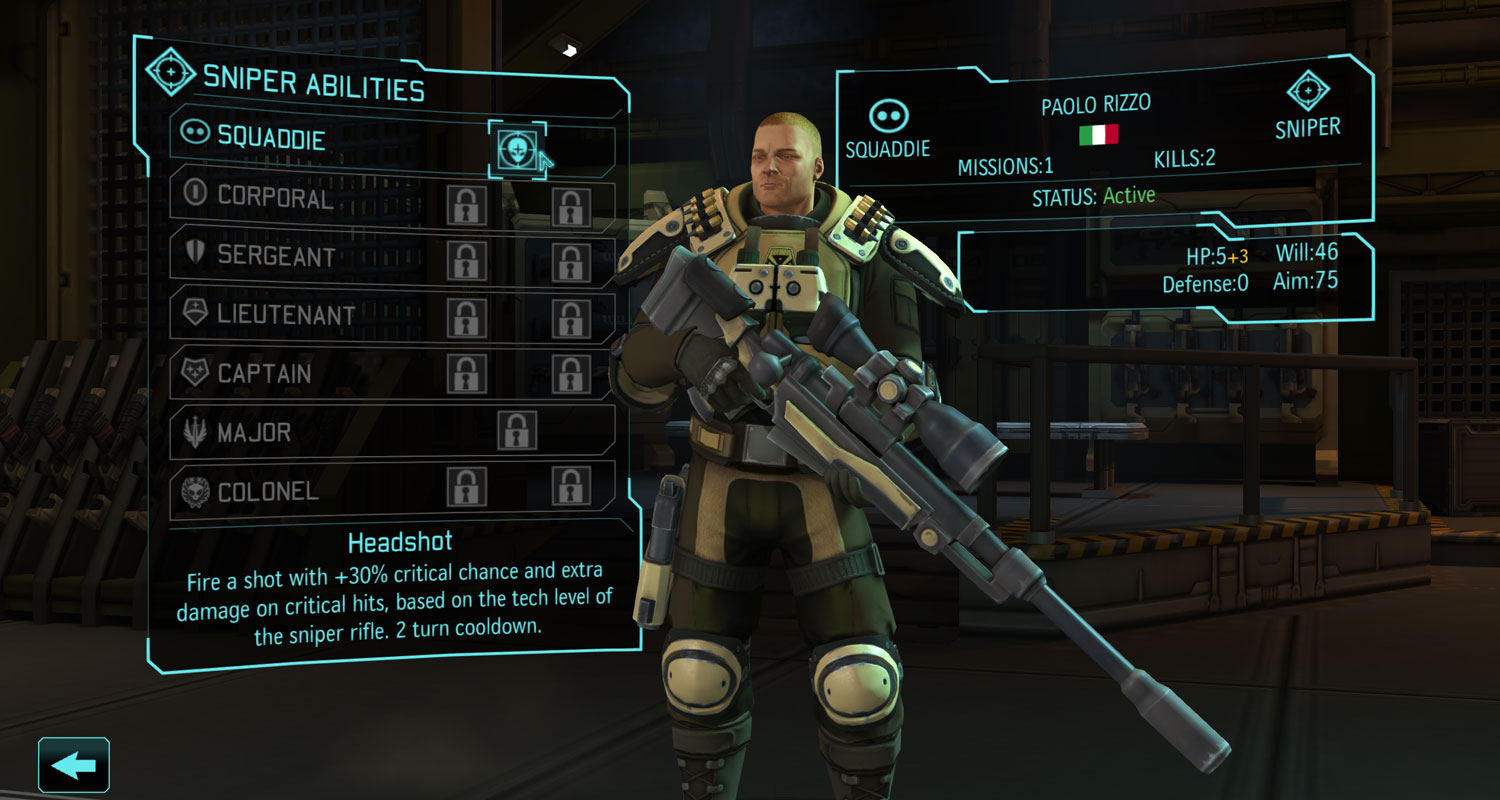 SNIPER ABILITIES
SQUADDIE
CORPORAL
SERGEANT
LIEUTENANT
CAPTAIN
MAJOR
COLONEL
Headshot
Fire a shot with +30% critical chance and extra
damage on critical hits, based on the tech level of
the sniper rifle. 2 turn cooldown.
SQUADDIE
PAOLO RIZZO
SNIPER
MISSIONS:1 KILLS:2
STATUS: Active
HP:5+3 Will:46
Defense:0 Aim:75